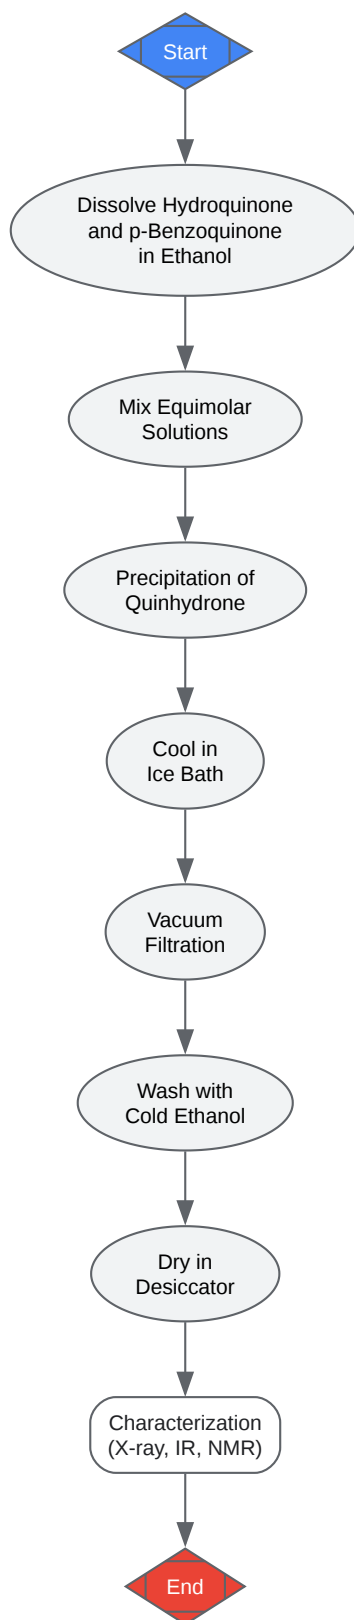 Start
Dissolve Hydroquinone
and p-Benzoquinone
in Ethanol
Mix Equimolar
Solutions
Precipitation of
Quinhydrone
Cool in
Ice Bath
Vacuum
Filtration
Wash with
Cold Ethanol
Dry in
Desiccator
Characterization
(X-ray, IR, NMR)
End